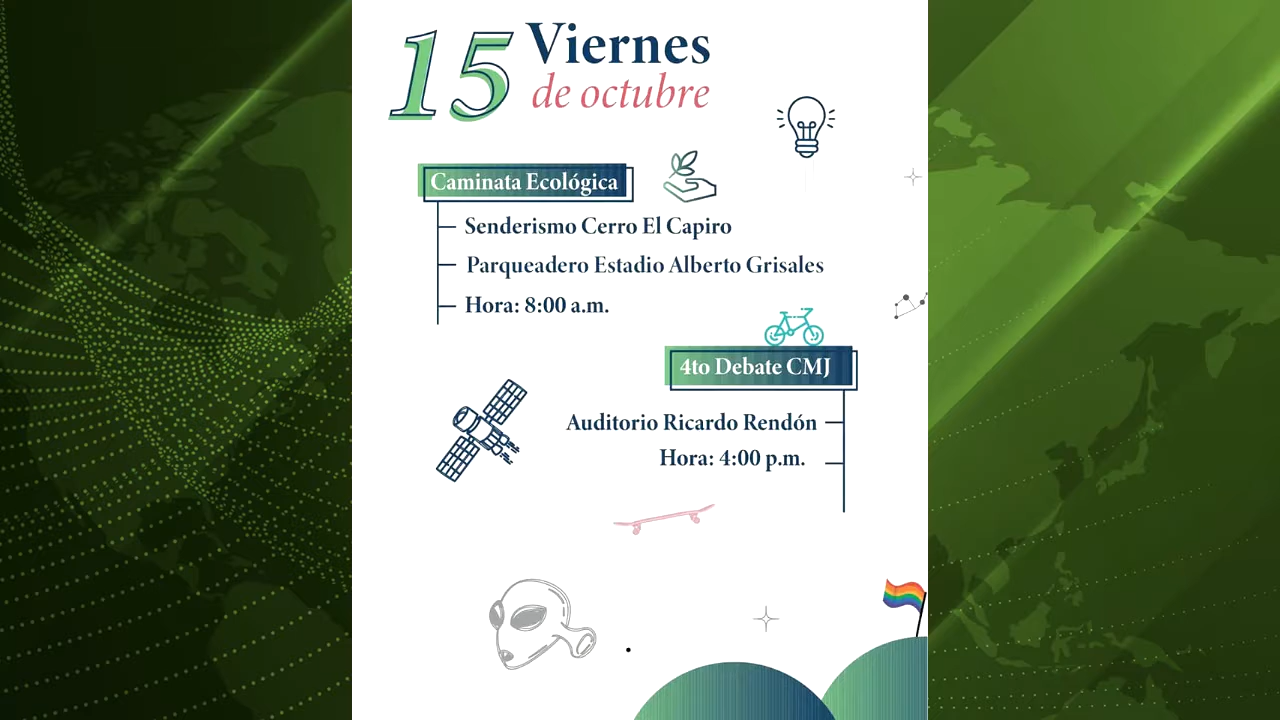 15 Viernes
de octubre
Caminata Ecológica
Senderismo Cerro El Capiro
Parqueadero Estadio Alberto Grisales
Hora: 8:00 a.m.
4to Debate CMJ
Auditorio Ricardo Rendón
Hora: 4:00 p.m.